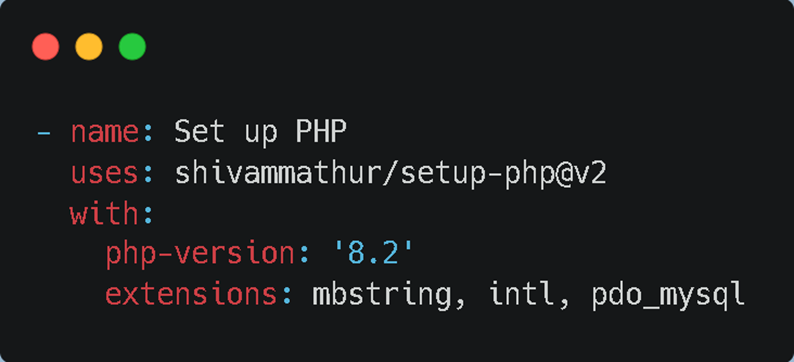 - name: Set up PHP
  uses: shivammathur/setup-php@v2
  with:
    php-version: '8.2'
    extensions: mbstring, intl, pdo_mysql